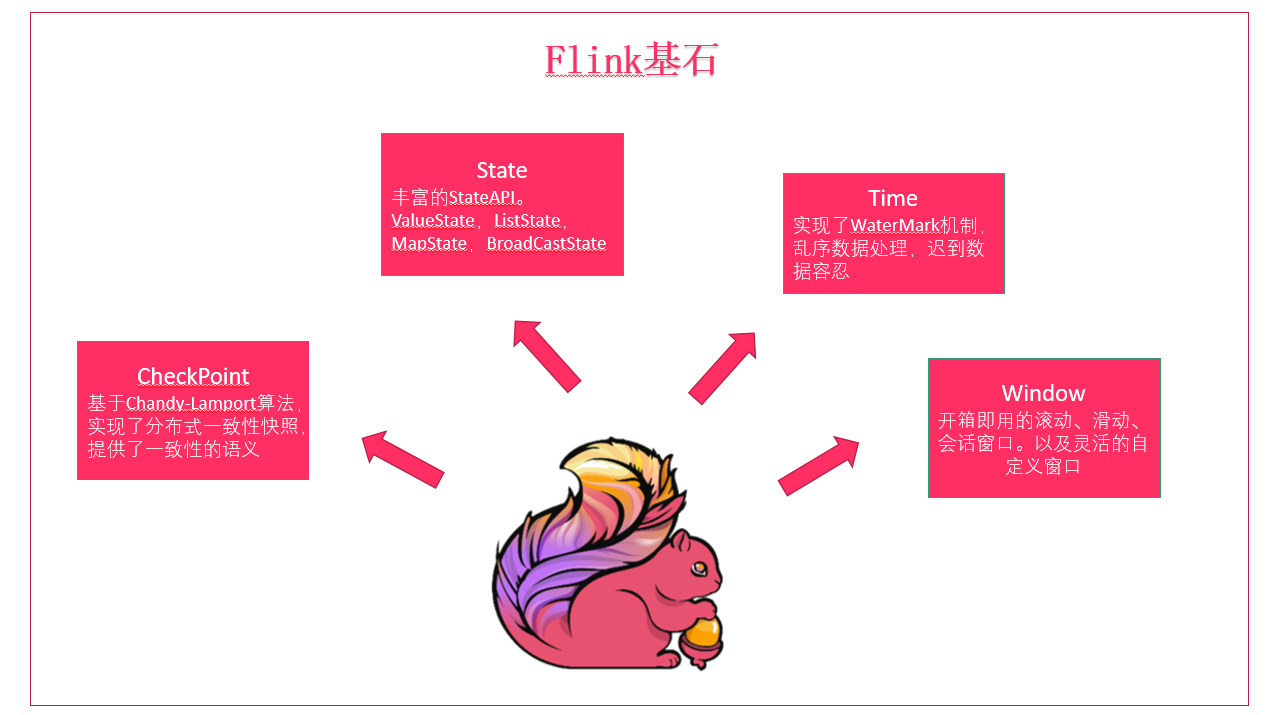 Flink基石
State
丰富的StateAPI。
ValueState，ListState，
MapState，BroadCastState
Time
实现了WaterMark机制，
乱序数据处理，迟到数
据容忍
CheckPoint
基于Chandy-Lamport算法，
实现了分布式一致性快照，
提供了一致性的语义
Window
开箱即用的滚动、滑动、
会话窗口。以及灵活的自
定义窗口